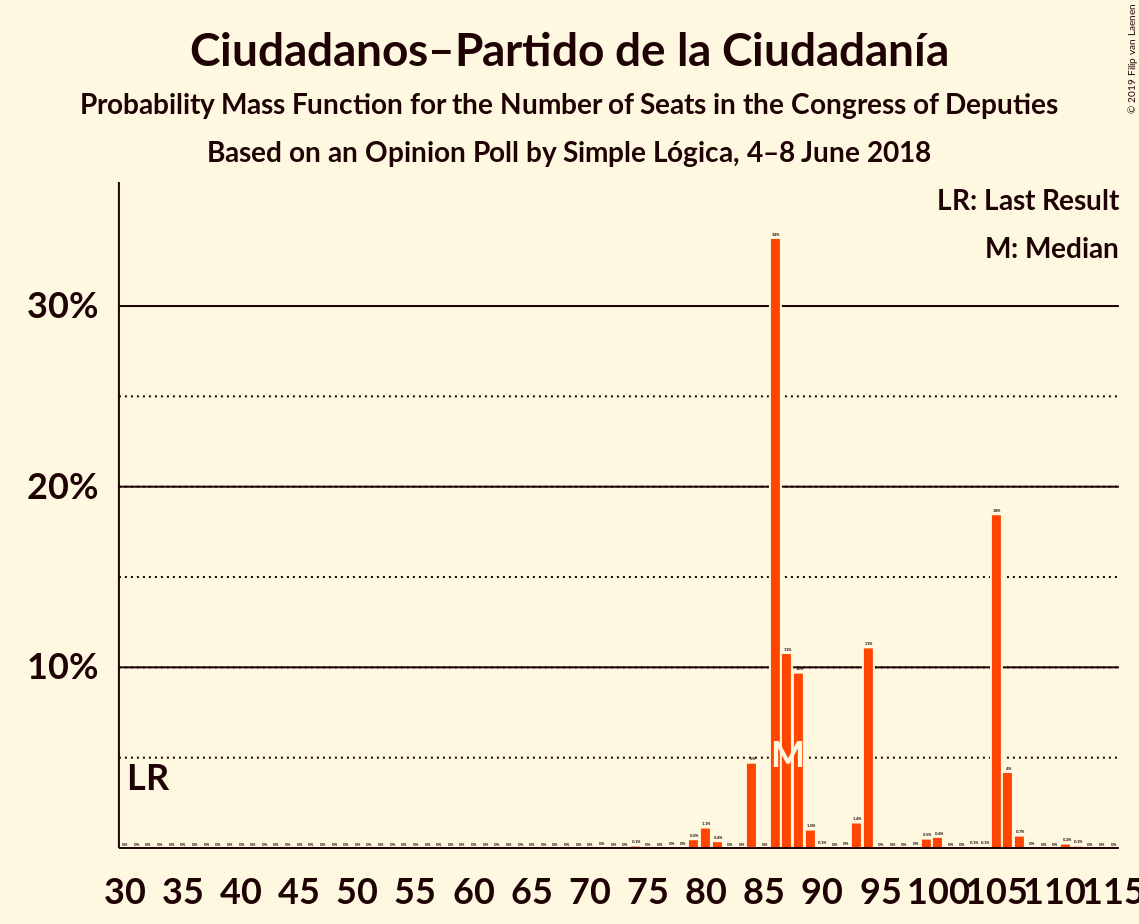 Ciudadanos–Partido de la Ciudadanía
Probability Mass Function for the Number of Seats in the Congress of Deputies
Based on an Opinion Poll by Simple Lógica, 4–8 June 2018
© 2019 Filip van Laenen
LR: Last Result
M: Median
30%
20%
10%
LR
M
30 35 40 45 50 55 60 65 70 75 80 85 90 95 100 105 110 115